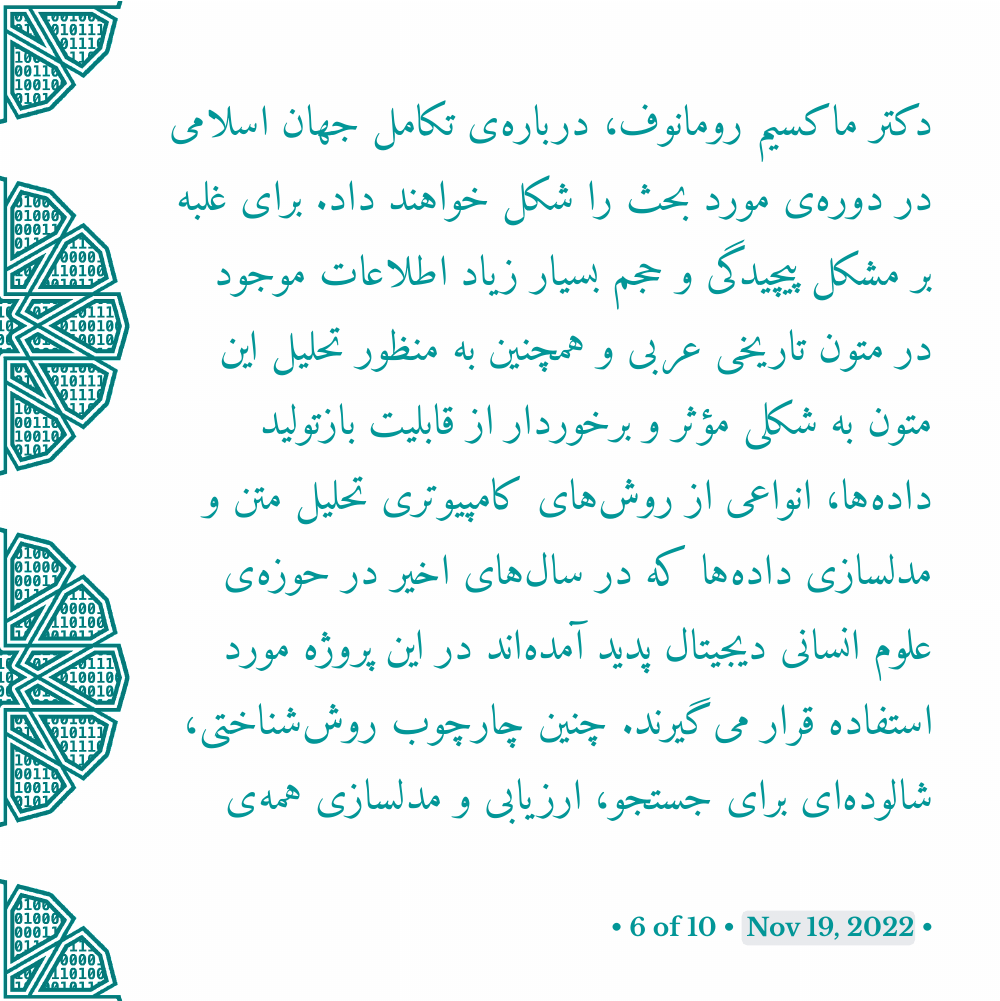 دکتر ماکسیم رومانوف، درباره‌ی تکامل جهان اسلامی
در دوره‌ی مورد بحث را شکل خواهند داد. برای غلبه
بر مشکل پیچیدگی و حجم بسیار زیاد اطلاعات موجود
در متون تاریخی عربی و همچنین به منظور تحلیل این
متون به شکلی مؤثر و برخوردار از قابلیت بازتولید
داده‌ها، انواعی از روش‌های کامپیوتری تحلیل متن و
مدلسازی داده‌ها که در سال‌های اخیر در حوزه‌ی
علوم انسانی دیجیتال پدید آمده‌اند در این پروژه مورد
استفاده قرار می‌گیرند. چنین چارچوب روش‌شناختی،
شالوده‌ای برای جستجو، ارزیابی و مدلسازی همه‌ی
• 6 of 10 • Nov 19, 2022 •